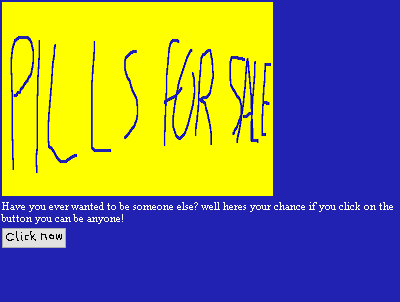 PILLS FOR SALE
Have you ever wanted to be someone else? well heres your chance if you click on the
button you can be anyone!
Click now